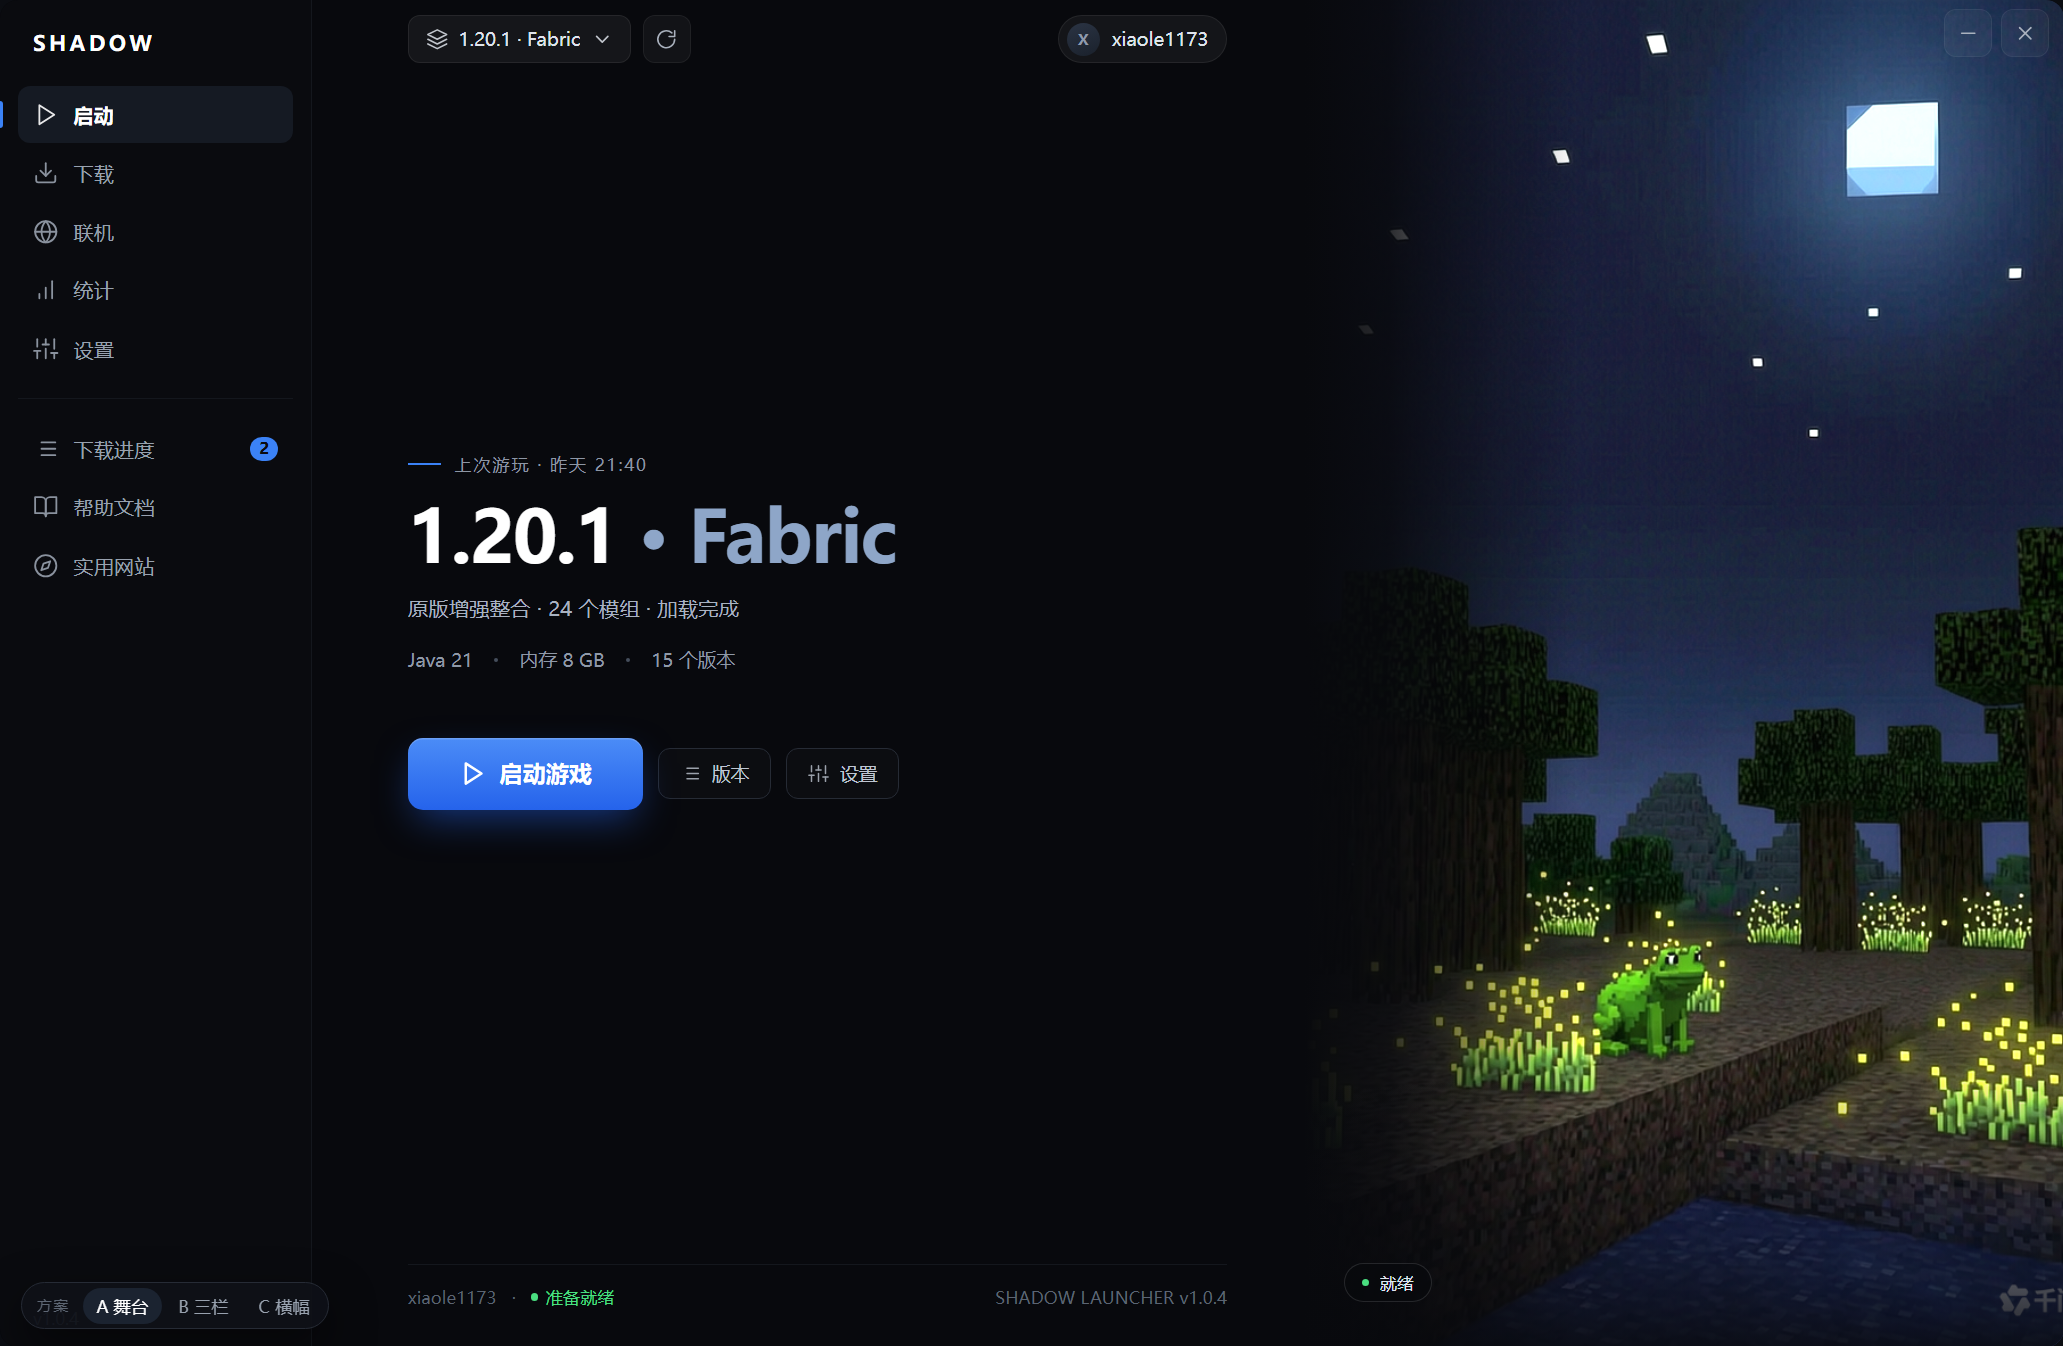 SHADOW
启动
下载
联机
统计
设置
下载进度 2
帮助文档
实用网站
方案 A 舞台 B 三栏 C 横幅
1.20.1 · Fabric
X xiaole1173
上次游玩 · 昨天 21:40
1.20.1 • Fabric
原版增强整合 · 24 个模组 · 加载完成
Java 21 • 内存 8 GB • 15 个版本
启动游戏 版本 设置
xiaole1173 · 准备就绪 SHADOW LAUNCHER v1.0.4
就绪